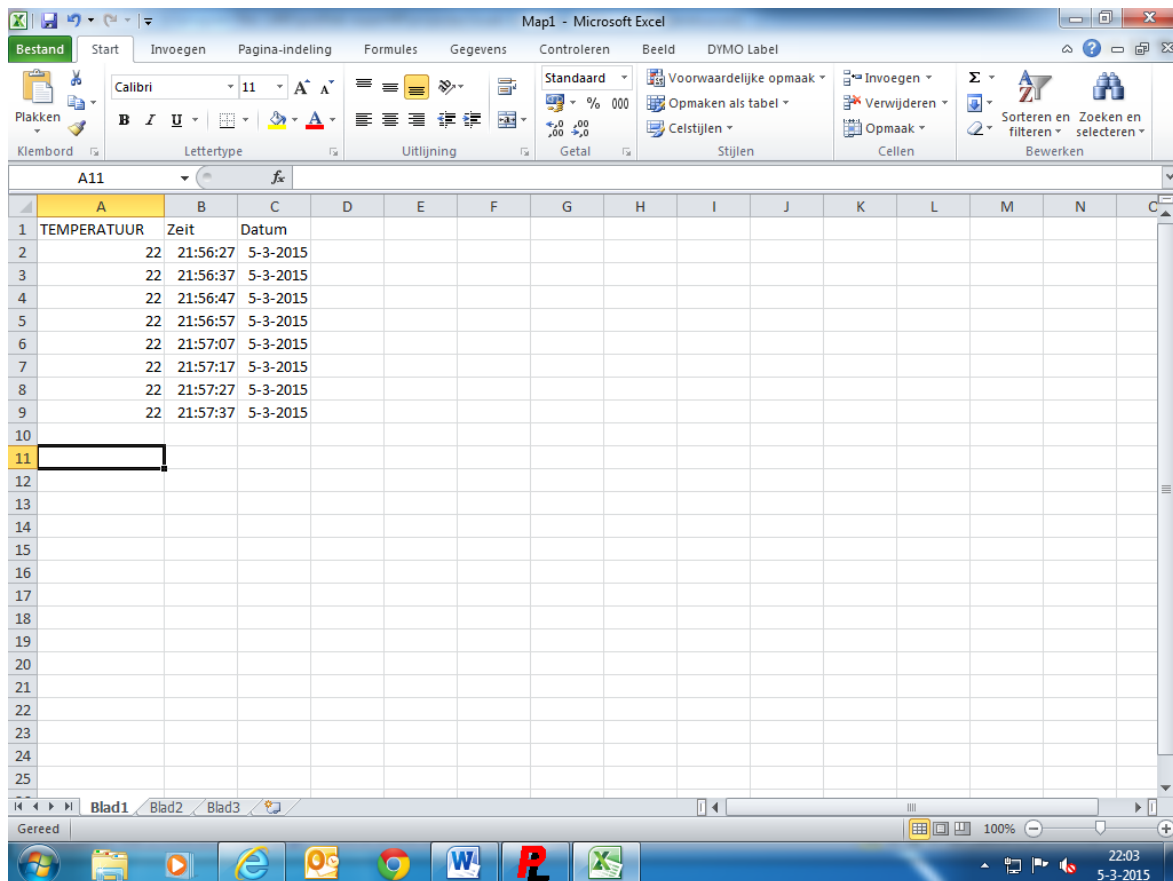 Map1 - Microsoft Excel
Bestand Start Invoegen Pagina-indeling Formules Gegevens Controleren Beeld DYMO Label
Plakken
Klembord
Calibri 11
B I U
Lettertype
Uitlijning
Standaard
% 000
Getal
Voorwaardelijke opmaak
Opmaken als tabel
Celstijlen
Stijlen
Invoegen
Verwijderen
Opmaak
Cellen
Σ
Sorteren en filteren
Zoeken en selecteren
Bewerken
A11 fx
A B C D E F G H I J K L M N O
1 TEMPERATUUR Zeit Datum
2 22 21:56:27 5-3-2015
3 22 21:56:37 5-3-2015
4 22 21:56:47 5-3-2015
5 22 21:56:57 5-3-2015
6 22 21:57:07 5-3-2015
7 22 21:57:17 5-3-2015
8 22 21:57:27 5-3-2015
9 22 21:57:37 5-3-2015
10
11
12
13
14
15
16
17
18
19
20
21
22
23
24
25
Blad1 Blad2 Blad3
Gereed 100%
22:03
5-3-2015